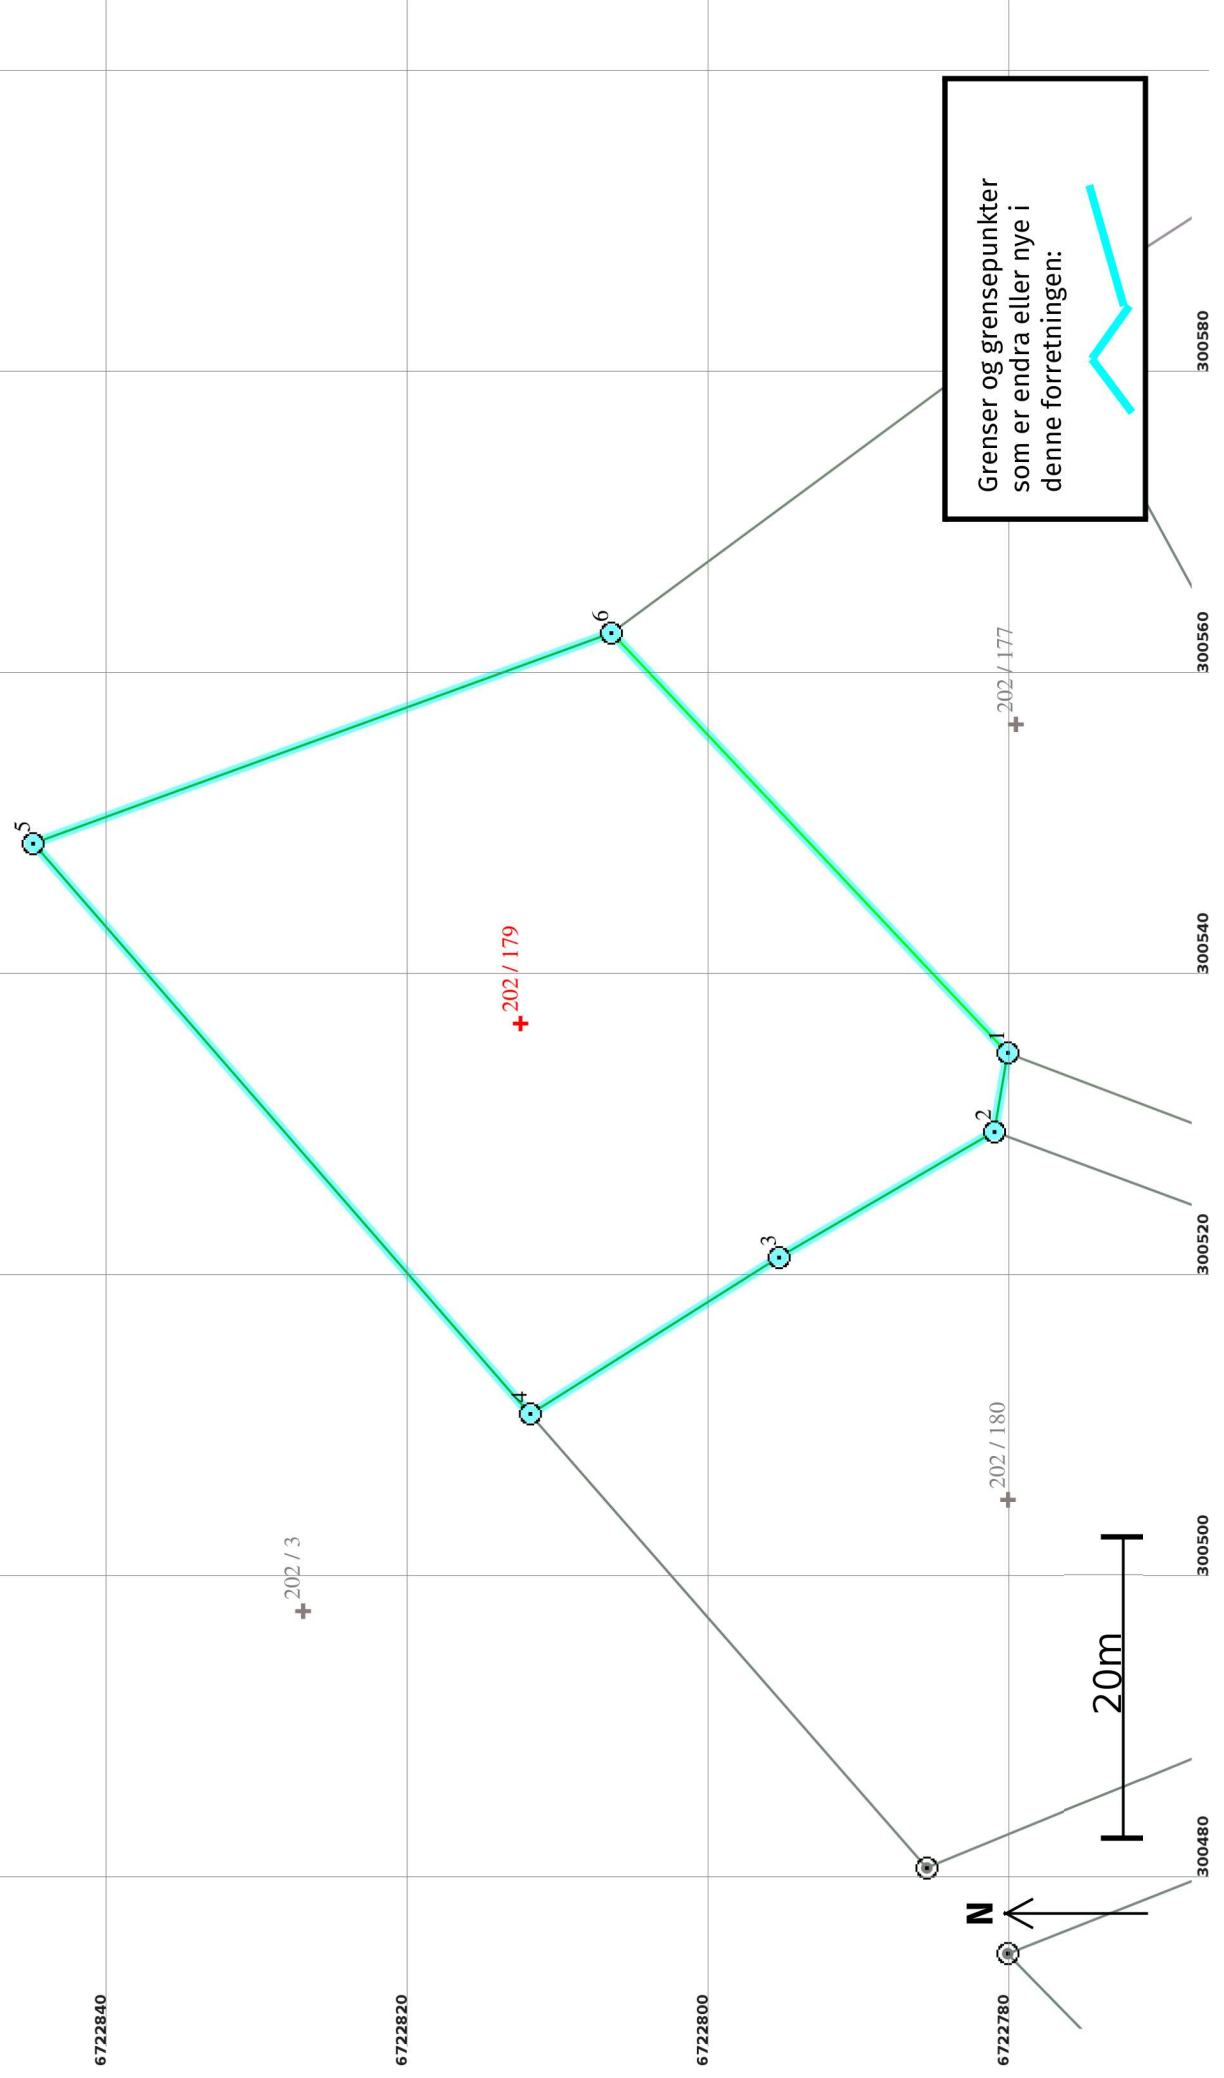 5
6
4
3
2
1
202 / 3
202 / 179
202 / 177
202 / 180
Grenser og grensepunkter
som er endra eller nye i
denne forretningen:
20m
N
6722840
6722820
6722800
6722780
300480
300500
300520
300540
300560
300580